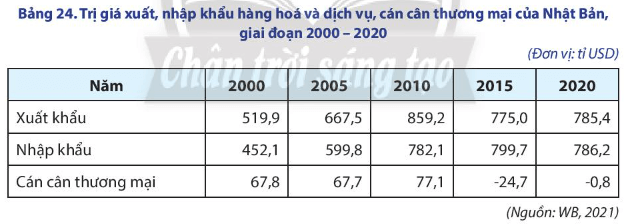 Bảng 24. Trị giá xuất, nhập khẩu hàng hoá và dịch vụ, cán cân thương mại của Nhật Bản,
giai đoạn 2000 – 2020
(Đơn vị: tỉ USD)
Chân trời sáng tạo
Năm 2000 2005 2010 2015 2020
Xuất khẩu 519,9 667,5 859,2 775,0 785,4
Nhập khẩu 452,1 599,8 782,1 799,7 786,2
Cán cân thương mại 67,8 67,7 77,1 -24,7 -0,8
(Nguồn: WB, 2021)